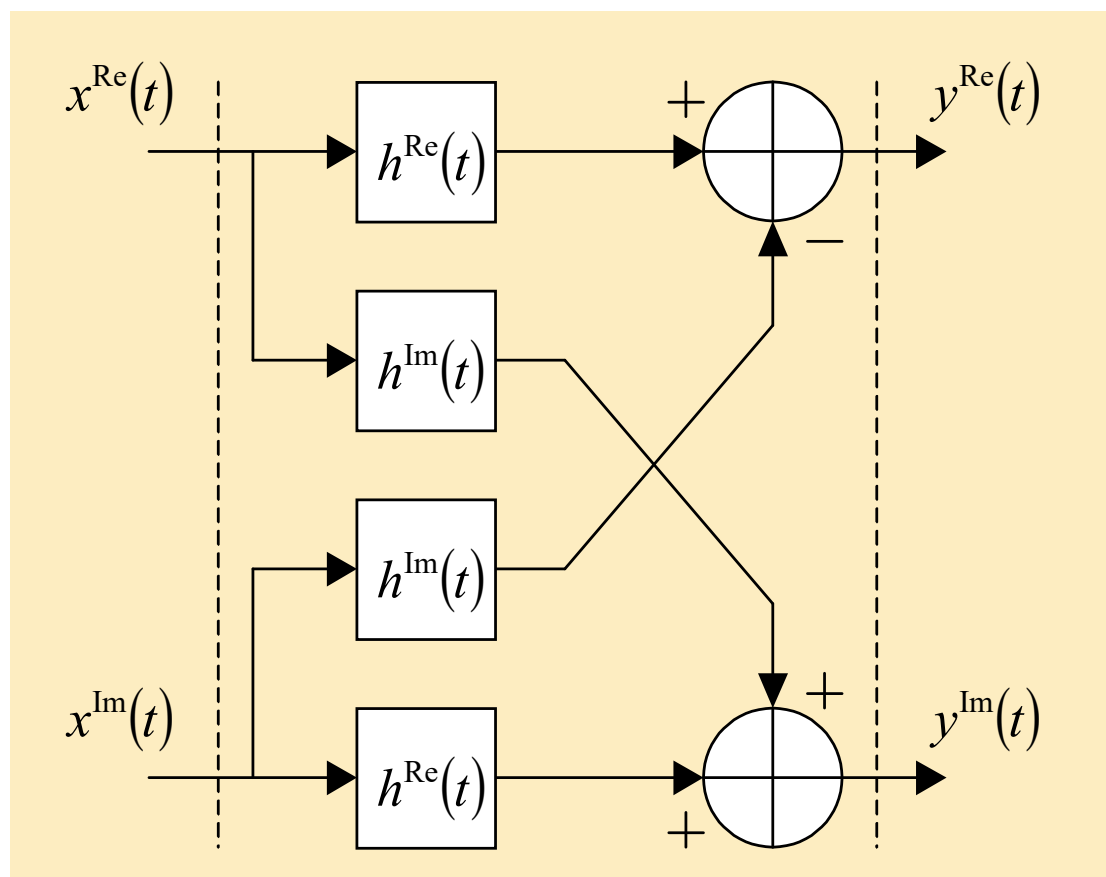 x^Re(t)
h^Re(t)
+
y^Re(t)
−
h^Im(t)
h^Im(t)
x^Im(t)
h^Re(t)
+
+
y^Im(t)